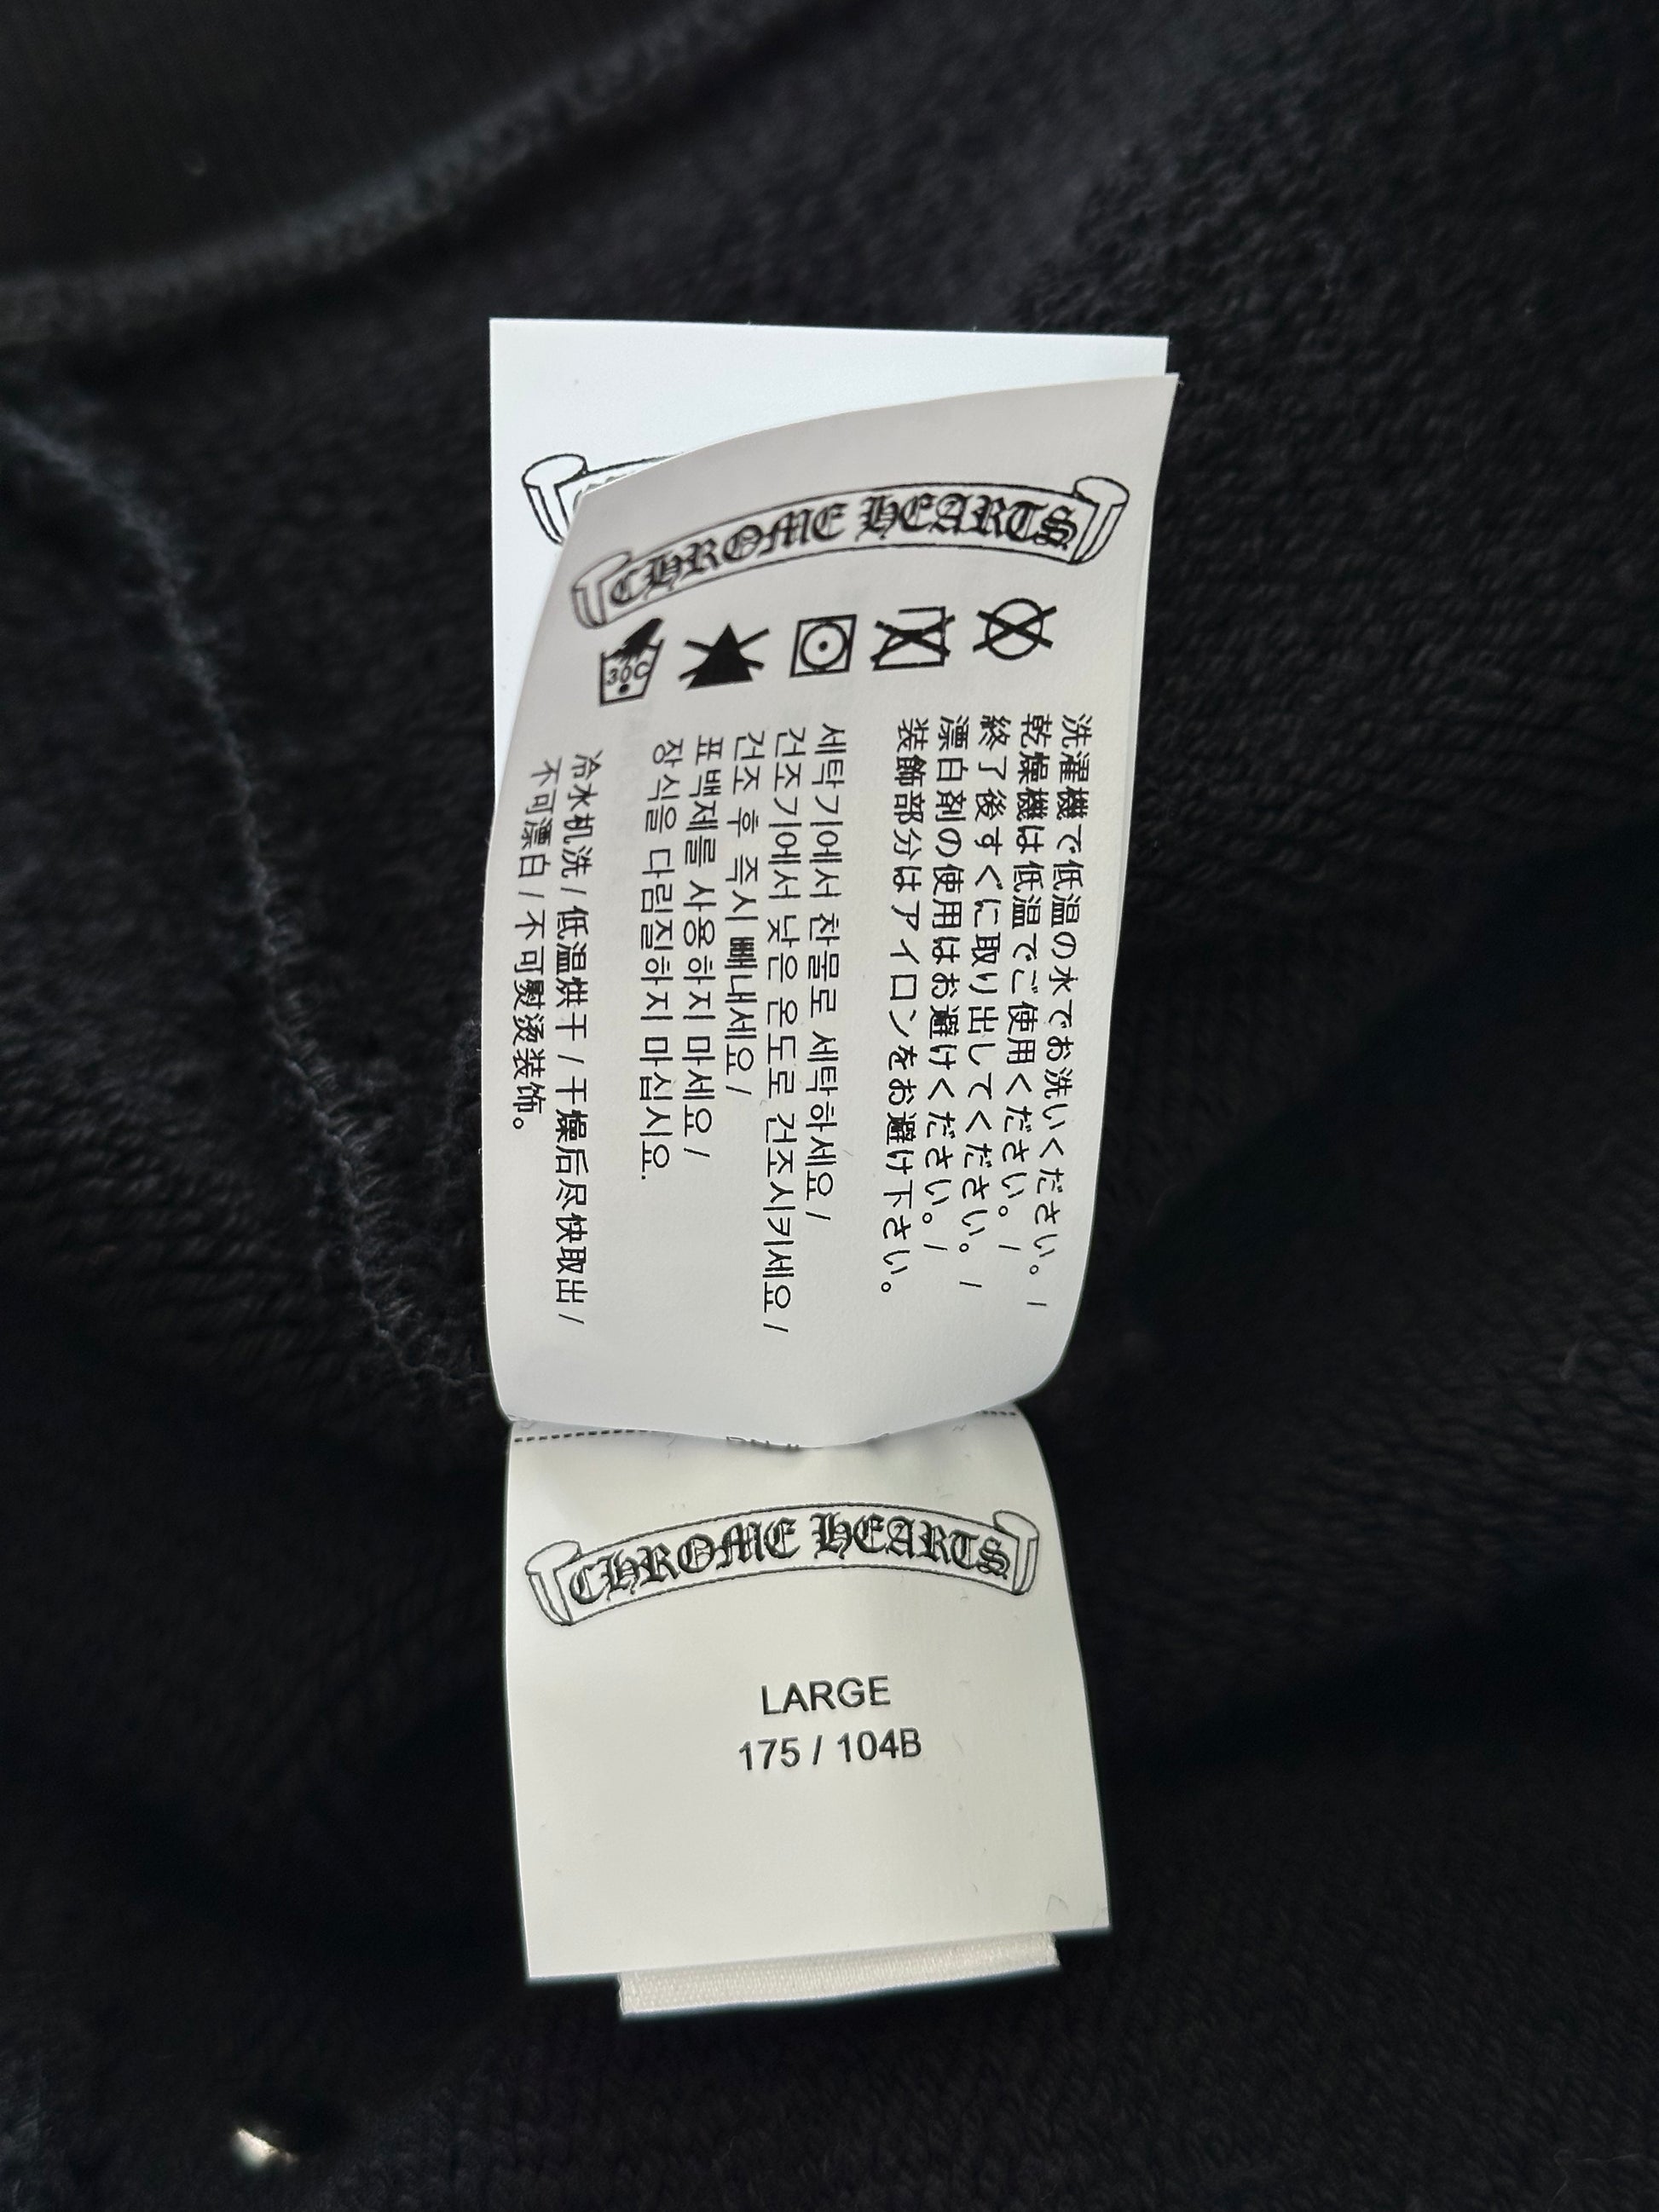 CHROME HEARTS
30C
洗濯機で低温の水でお洗いください。/
乾燥機は低温でご使用ください。/
終了後すぐに取り出してください。/
漂白剤の使用はお避けください。/
装飾部分はアイロンをお避け下さい。
세탁기에서 찬물로 세탁하세요 /
건조기에서 낮은 온도로 건조시키세요 /
건조 후 즉시 빼내세요 /
표백제를 사용하지 마세요 /
장식을 다림질하지 마십시요.
冷水机洗 / 低温烘干 / 干燥后尽快取出 /
不可漂白 / 不可熨烫装饰。
CHROME HEARTS
LARGE
175 / 104B